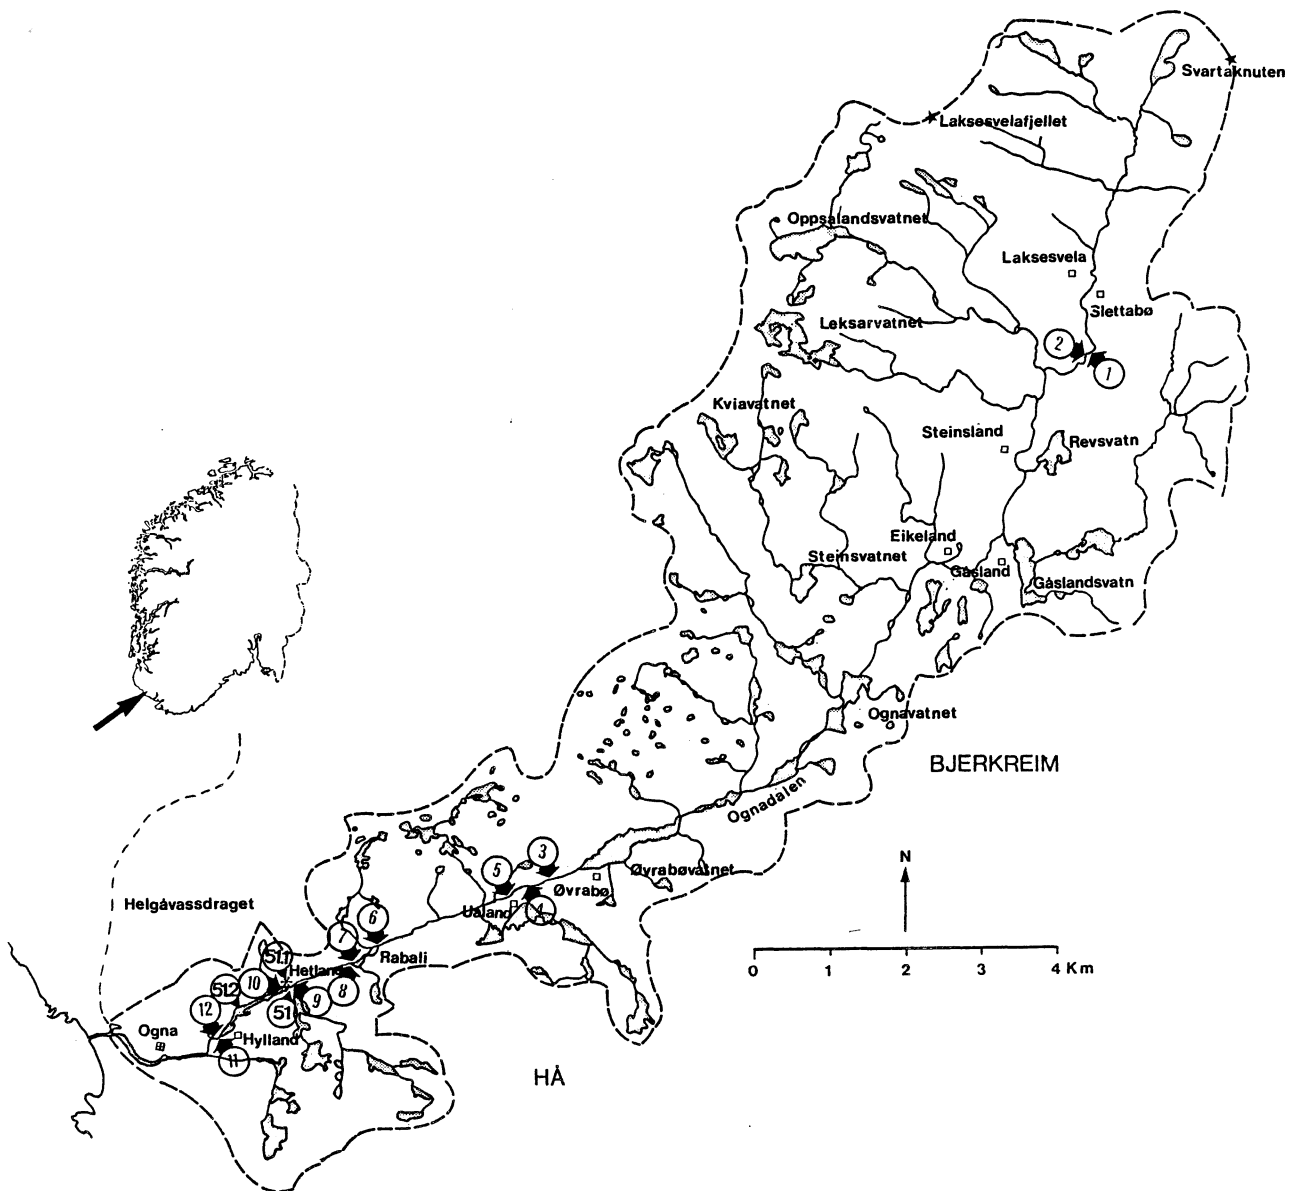 Svartaknuten
Laksesvelafjellet
Oppsalandsvatnet
Laksesvela
Slettabø
Leksarvatnet
2
1
Kviavatnet
Steinsland
Revsvatn
Eikeland
Steinsvatnet
Gåsland
Gåslandsvatn
Ognavatnet
BJERKREIM
Ognadalen
3
5
Øvrabøvatnet
Øvrabø
4
Ualand
N
Helgåvassdraget
6
7
Rabali
51.1
Hetland
10
51.2
9
8
51
12
Ogna
Hylland
11
0 1 2 3 4 Km
HÅ